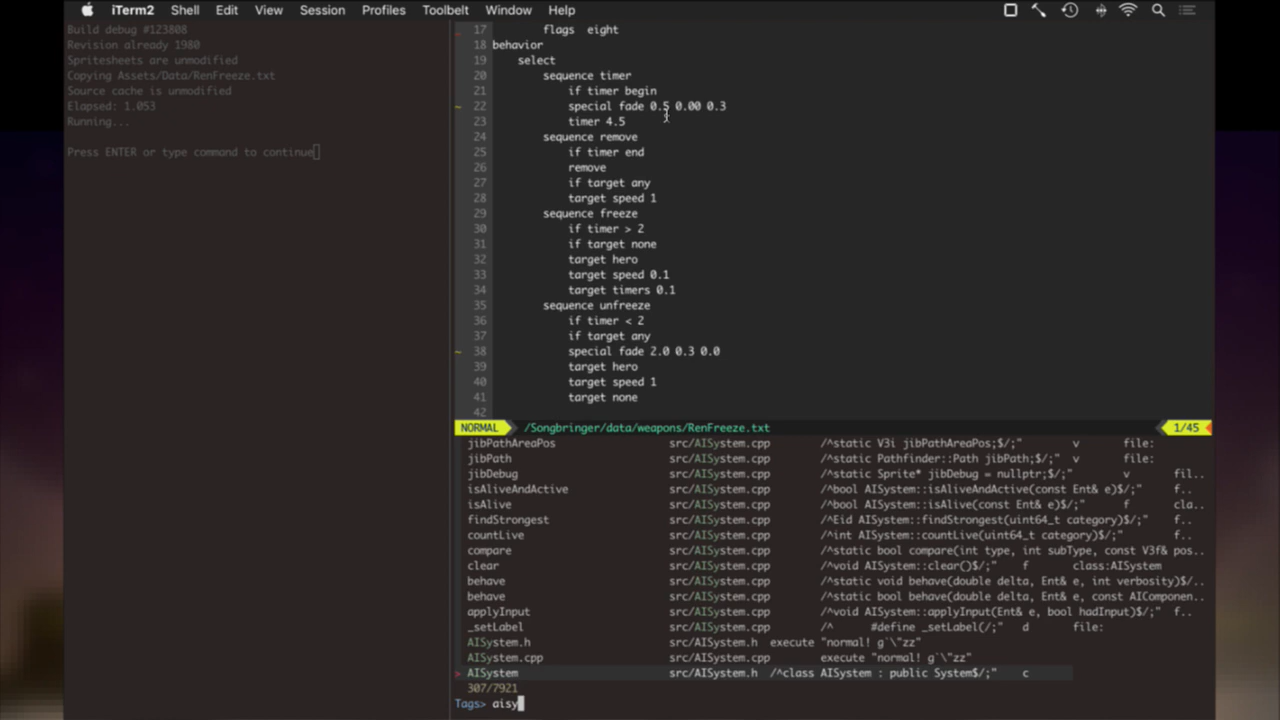 iTerm2 Shell Edit View Session Profiles Toolbelt Window Help
Build debug #123808
Revision already 1980
Spritesheets are unmodified
Copying Assets/Data/RenFreeze.txt
Source cache is unmodified
Elapsed: 1.053
Running...
Press ENTER or type command to continue
17 flags eight
18 behavior
19 select
20 sequence timer
21 if timer begin
~ 22 special fade 0.5 0.00 0.3
23 timer 4.5
24 sequence remove
25 if timer end
26 remove
27 if target any
28 target speed 1
29 sequence freeze
30 if timer > 2
31 if target none
32 target hero
33 target speed 0.1
34 target timers 0.1
35 sequence unfreeze
36 if timer < 2
37 if target any
~ 38 special fade 2.0 0.3 0.0
39 target hero
40 target speed 1
41 target none
42
NORMAL /Songbringer/data/weapons/RenFreeze.txt 1/45
jibPathAreaPos src/AISystem.cpp /^static V3i jibPathAreaPos;$/;" v file:
jibPath src/AISystem.cpp /^static Pathfinder::Path jibPath;$/;" v file:
jibDebug src/AISystem.cpp /^static Sprite* jibDebug = nullptr;$/;" v fil..
isAliveAndActive src/AISystem.cpp /^bool AISystem::isAliveAndActive(const Ent& e)$/;" f..
isAlive src/AISystem.cpp /^bool AISystem::isAlive(const Ent& e)$/;" f cla..
findStrongest src/AISystem.cpp /^Eid AISystem::findStrongest(uint64_t category)$/;" f..
countLive src/AISystem.cpp /^int AISystem::countLive(uint64_t category)$/;" f..
compare src/AISystem.cpp /^static bool compare(int type, int subType, const V3f& pos..
clear src/AISystem.cpp /^void AISystem::clear()$/;" f class:AISystem
behave src/AISystem.cpp /^static void behave(double delta, Ent& e, int verbosity)$/..
behave src/AISystem.cpp /^static bool behave(double delta, Ent& e, const AIComponen..
applyInput src/AISystem.cpp /^void AISystem::applyInput(Ent& e, bool hadInput)$/;" f..
_setLabel src/AISystem.cpp /^ #define _setLabel(/;" d file:
AISystem.h src/AISystem.h execute "normal! g`\"zz"
AISystem.cpp src/AISystem.cpp execute "normal! g`\"zz"
AISystem src/AISystem.h /^class AISystem : public System$/;" c
307/7921
Tags> aisy